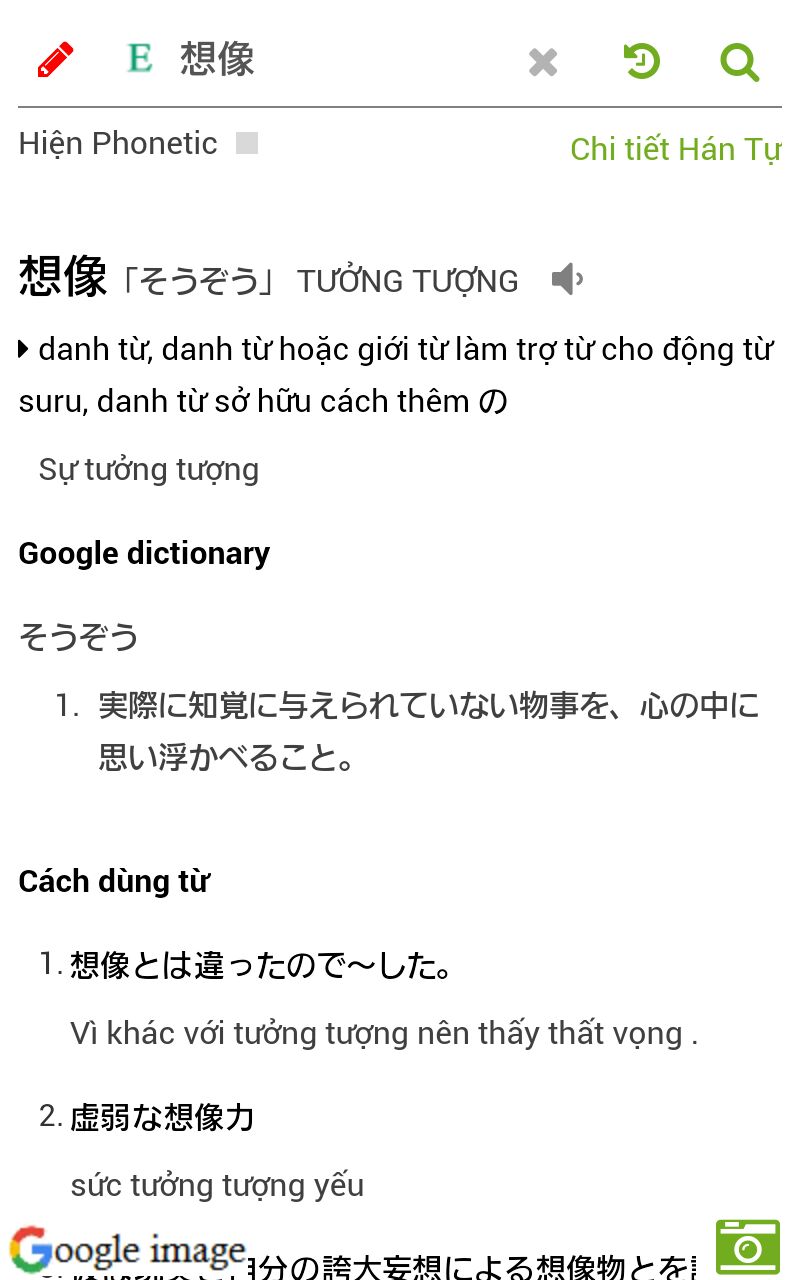 E 想像
Hiện Phonetic
Chi tiết Hán Tự
想像 「そうぞう」 TƯỞNG TƯỢNG
danh từ, danh từ hoặc giới từ làm trợ từ cho động từ
suru, danh từ sở hữu cách thêm の
Sự tưởng tượng
Google dictionary
そうぞう
1. 実際に知覚に与えられていない物事を、心の中に
思い浮かべること。
Cách dùng từ
1. 想像とは違ったので～した。
Vì khác với tưởng tượng nên thấy thất vọng .
2. 虚弱な想像力
sức tưởng tượng yếu
Google image
分の誇大妄想による想像物とを